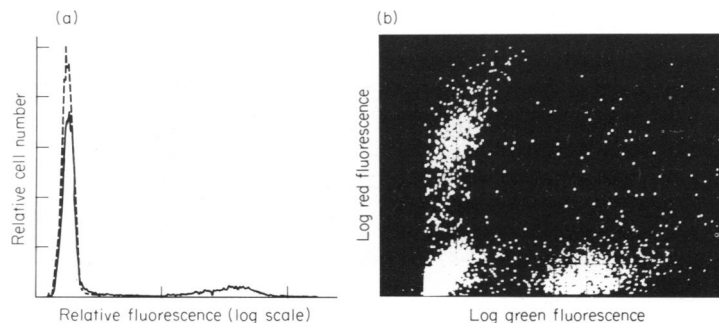 (a)
Relative cell number
Relative fluorescence (log scale)
(b)
Log red fluorescence
Log green fluorescence